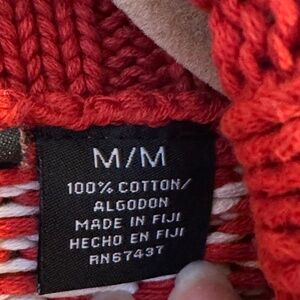 M/M
100% COTTON/
ALGODON
MADE IN FIJI
HECHO EN FIJI
RN67437